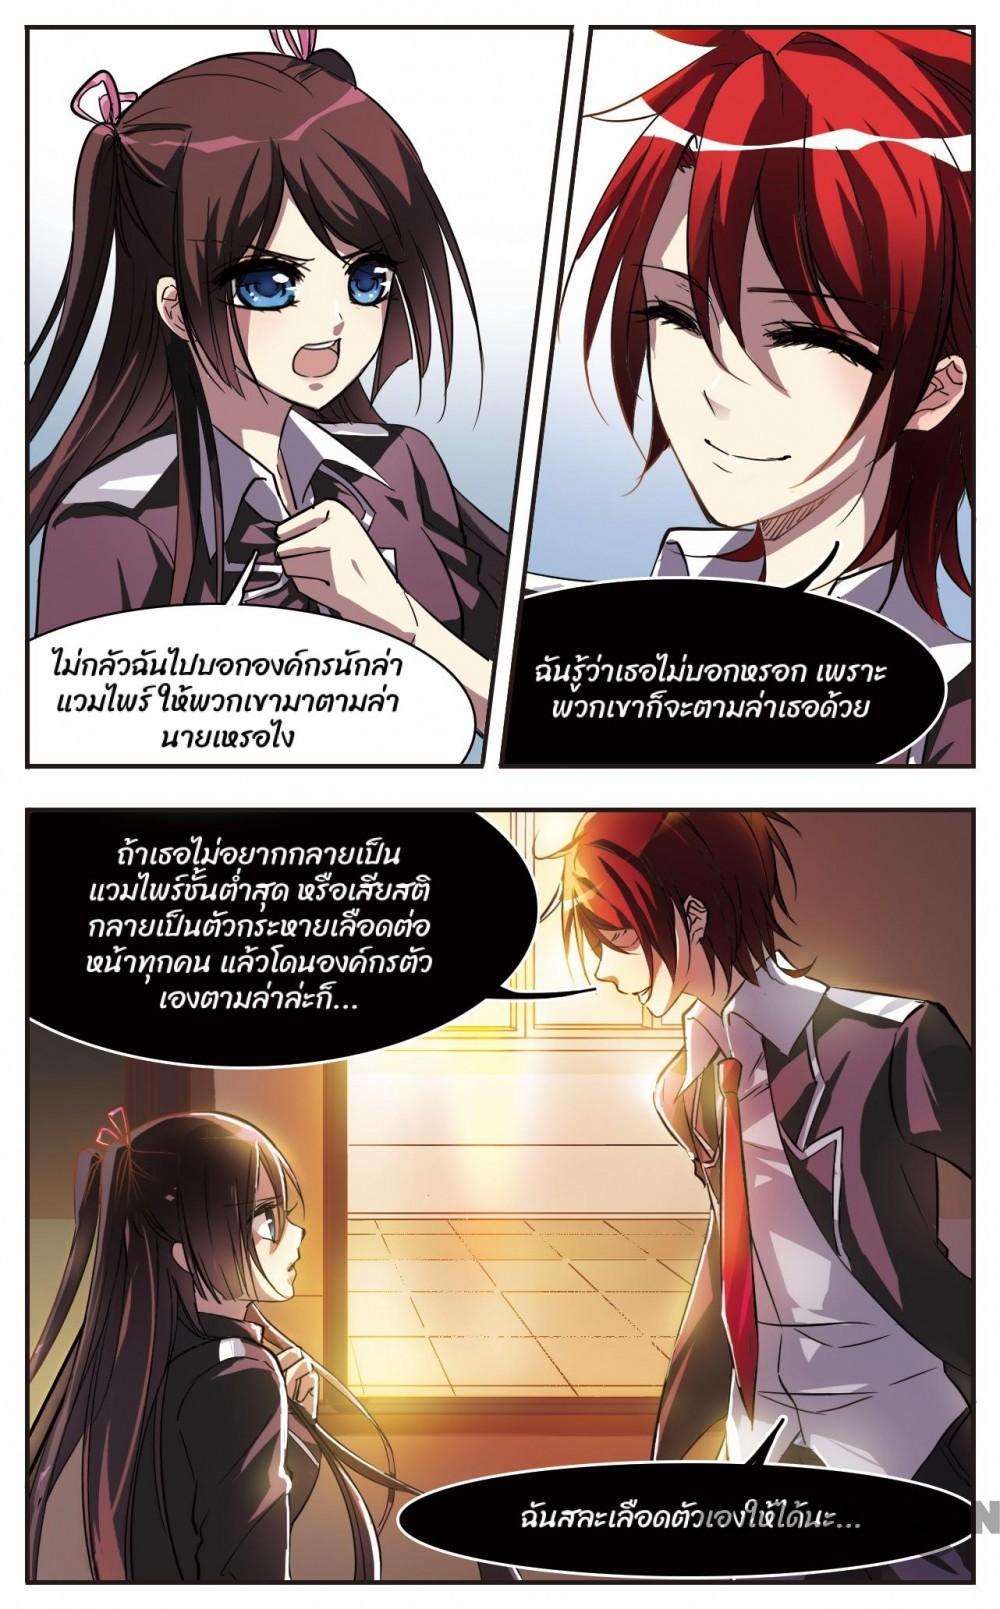 ไม่กลัวฉันไปบอกองค์กรนักล่า
แวมไพร์ ให้พวกเขามาตามล่า
นายเหรอไง
ฉันรู้ว่าเธอไม่บอกหรอก เพราะ
พวกเขาก็จะตามล่าเธอด้วย
ถ้าเธอไม่อยากกลายเป็น
แวมไพร์ชั้นต่ำสุด หรือเสียสติ
กลายเป็นตัวกระหายเลือดต่อ
หน้าทุกคน แล้วโดนองค์กรตัว
เองตามล่าล่ะก็...
ฉันสละเลือดตัวเองให้ได้นะ...